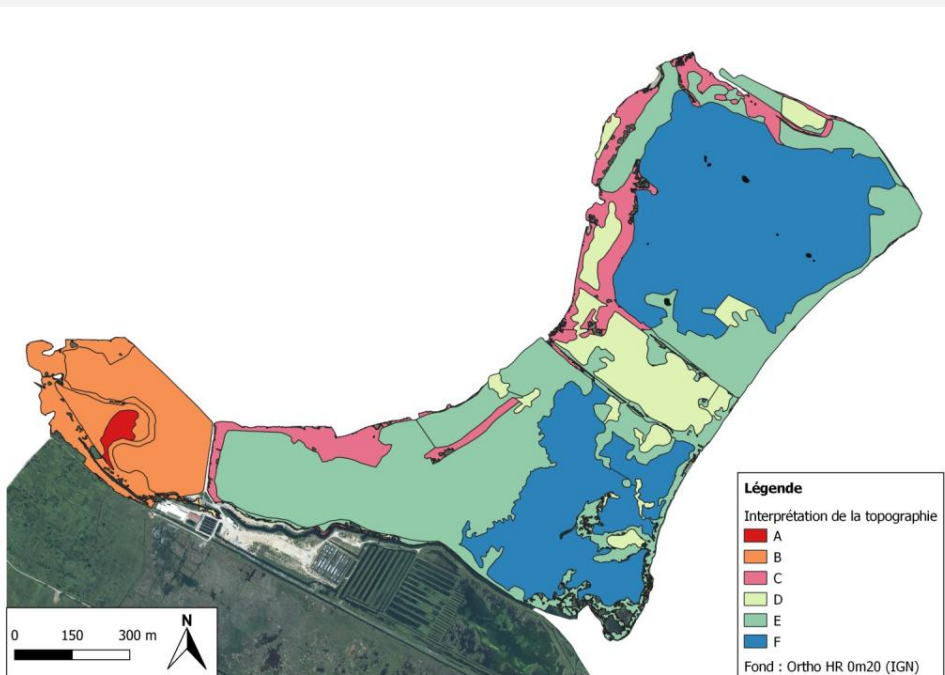 Légende
Interprétation de la topographie
A
B
C
D
E
F
Fond : Ortho HR 0m20 (IGN)
0 150 300 m
N